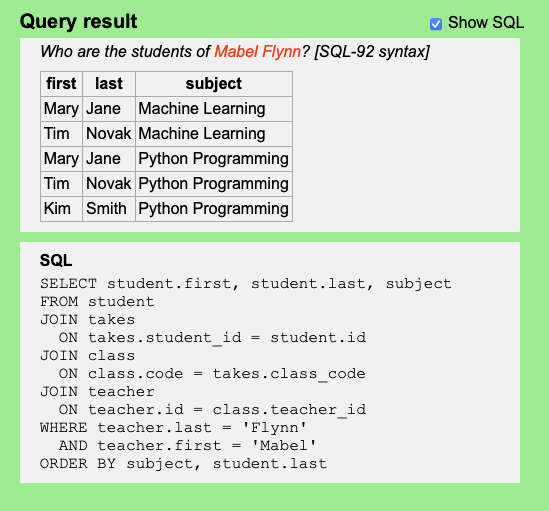 Query result
Show SQL
Who are the students of Mabel Flynn? [SQL-92 syntax]
first last subject
Mary Jane Machine Learning
Tim Novak Machine Learning
Mary Jane Python Programming
Tim Novak Python Programming
Kim Smith Python Programming
SQL
SELECT student.first, student.last, subject
FROM student
JOIN takes
  ON takes.student_id = student.id
JOIN class
  ON class.code = takes.class_code
JOIN teacher
  ON teacher.id = class.teacher_id
WHERE teacher.last = 'Flynn'
  AND teacher.first = 'Mabel'
ORDER BY subject, student.last